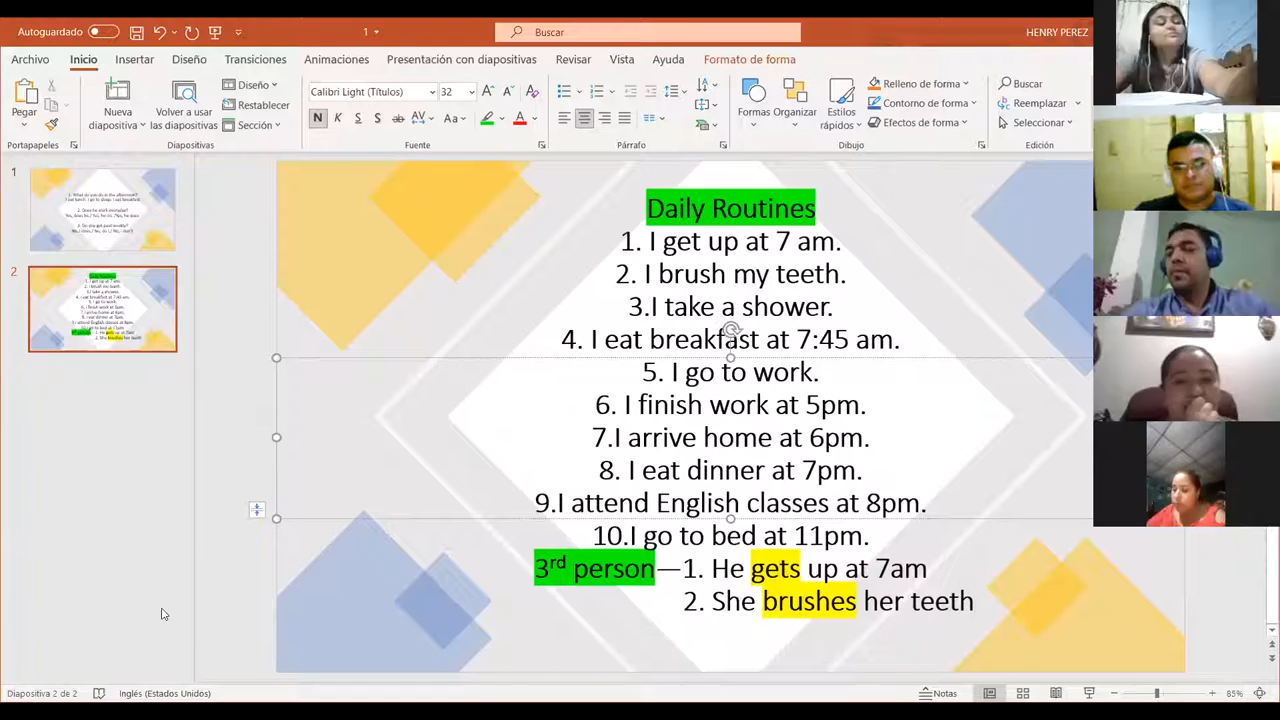 Autoguardado
1
Buscar
HENRY PEREZ
Archivo Inicio Insertar Diseño Transiciones Animaciones Presentación con diapositivas Revisar Vista Ayuda Formato de forma
Pegar
Nueva diapositiva
Volver a usar las diapositivas
Diseño
Restablecer
Sección
Calibri Light (Títulos) 32
Formas
Organizar
Estilos rápidos
Relleno de forma
Contorno de forma
Efectos de forma
Buscar
Reemplazar
Seleccionar
Portapapeles Diapositivas Fuente Párrafo Dibujo Edición
1
2
Daily Routines
1. I get up at 7 am.
2. I brush my teeth.
3.I take a shower.
4. I eat breakfast at 7:45 am.
5. I go to work.
6. I finish work at 5pm.
7.I arrive home at 6pm.
8. I eat dinner at 7pm.
9.I attend English classes at 8pm.
10.I go to bed at 11pm.
3rd person—1. He gets up at 7am
2. She brushes her teeth
Diapositiva 2 de 2 Inglés (Estados Unidos) Notas 85%